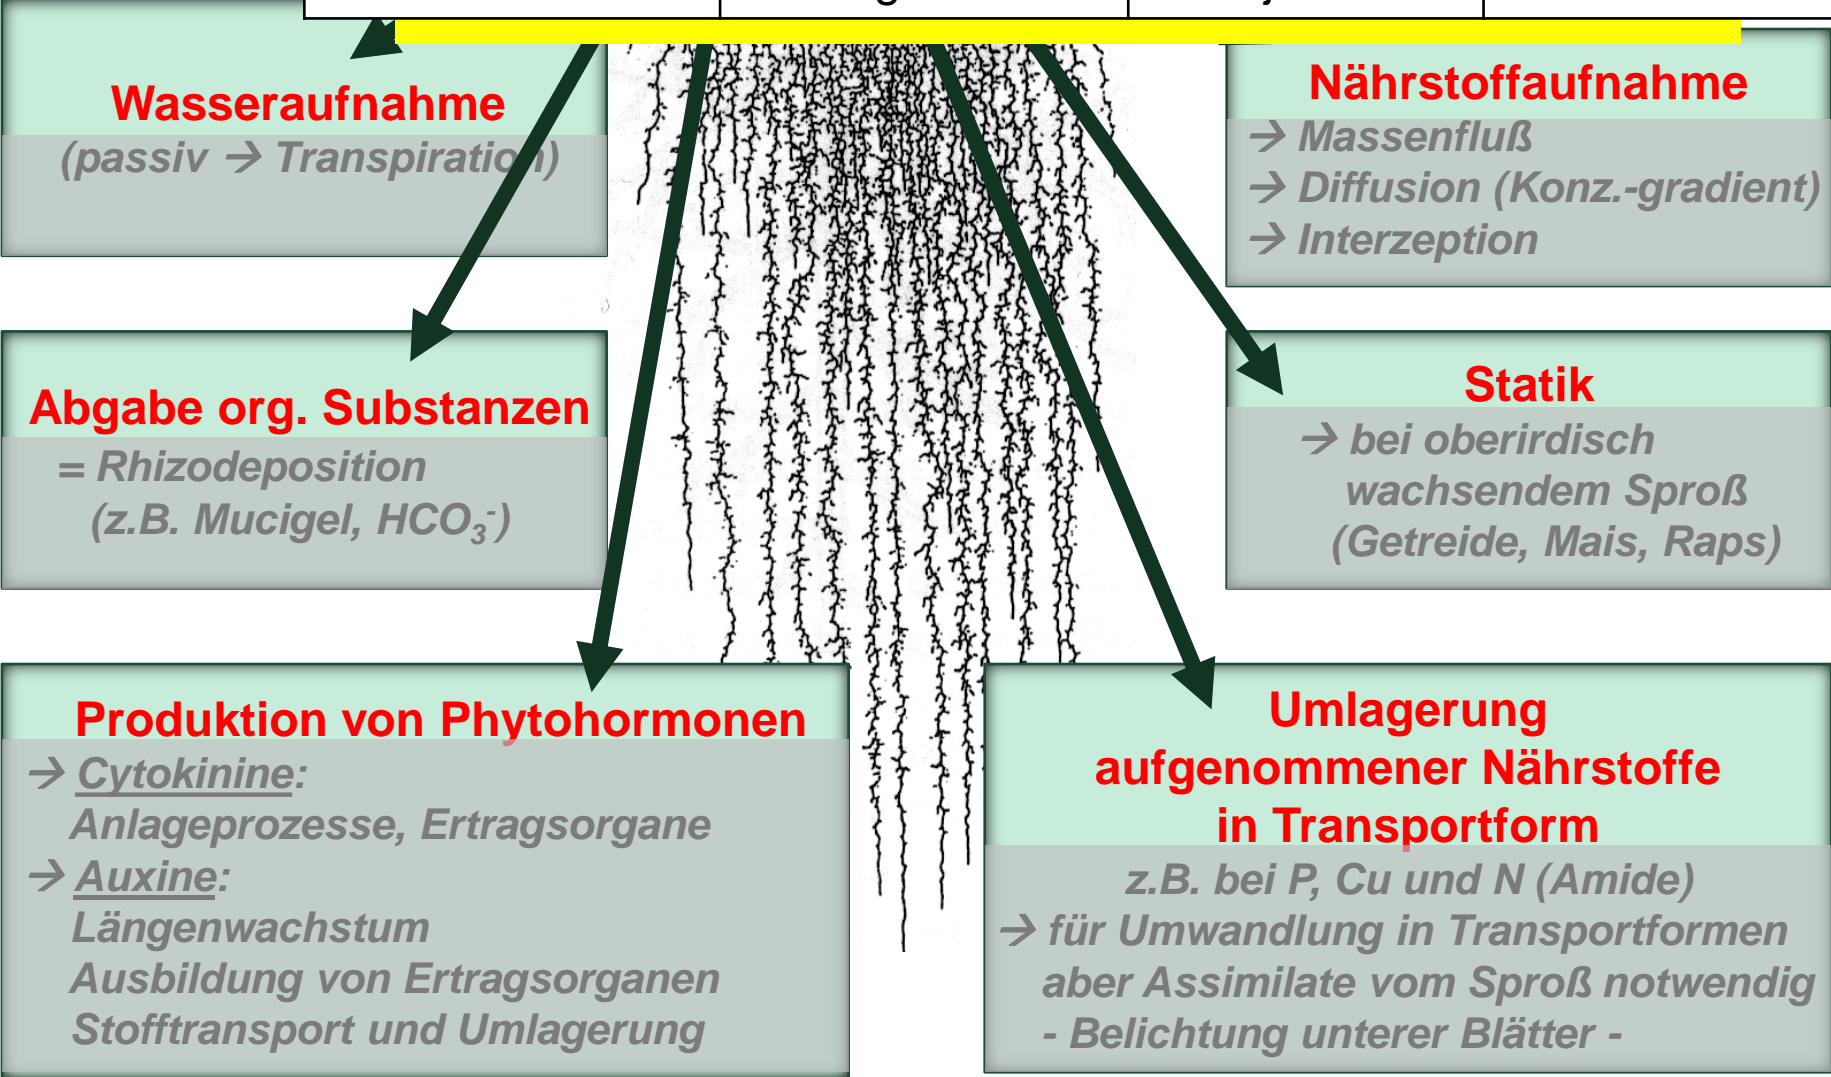 Wasseraufnahme
(passiv → Transpiration)
Abgabe org. Substanzen
= Rhizodeposition
(z.B. Mucigel, HCO₃⁻)
Produktion von Phytohormonen
→ Cytokinine:
Anlageprozesse, Ertragsorgane
→ Auxine:
Längenwachstum
Ausbildung von Ertragsorganen
Stofftransport und Umlagerung
Nährstoffaufnahme
→ Massenfluß
→ Diffusion (Konz.-gradient)
→ Interzeption
Statik
→ bei oberirdisch
wachsendem Sproß
(Getreide, Mais, Raps)
Umlagerung
aufgenommener Nährstoffe
in Transportform
z.B. bei P, Cu und N (Amide)
→ für Umwandlung in Transportformen
aber Assimilate vom Sproß notwendig
- Belichtung unterer Blätter -